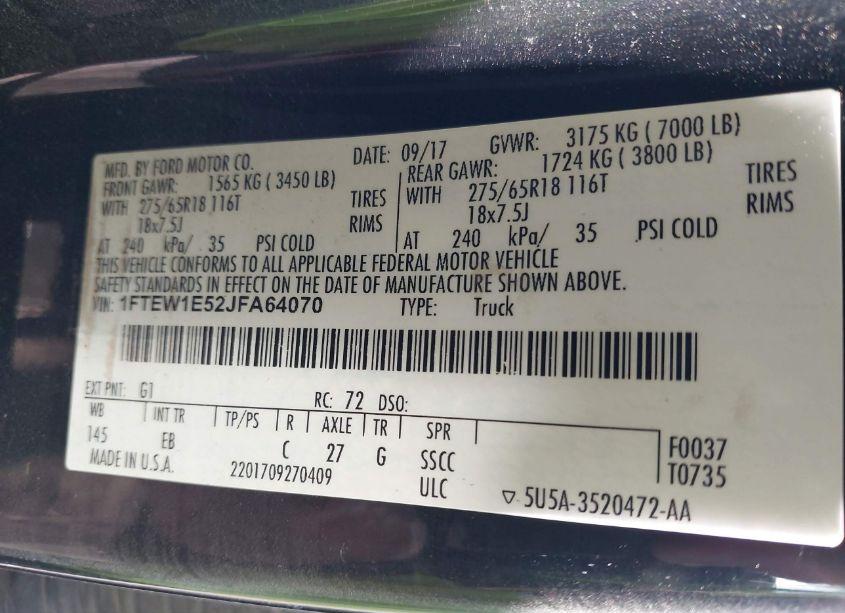 MFD. BY FORD MOTOR CO. DATE: 09/17 GVWR: 3175 KG ( 7000 LB)
FRONT GAWR: 1565 KG ( 3450 LB) REAR GAWR: 1724 KG ( 3800 LB)
WITH 275/65R18 116T TIRES WITH 275/65R18 116T TIRES
18x7.5J RIMS 18x7.5J RIMS
AT 240 kPa/ 35 PSI COLD AT 240 kPa/ 35 PSI COLD
THIS VEHICLE CONFORMS TO ALL APPLICABLE FEDERAL MOTOR VEHICLE
SAFETY STANDARDS IN EFFECT ON THE DATE OF MANUFACTURE SHOWN ABOVE.
VIN: 1FTEW1E52JFA64070 TYPE: Truck
EXT PNT: G1 RC: 72 DSO:
WB INT TR TP/PS R AXLE TR SPR
145 EB C 27 G SSCC F0037
MADE IN U.S.A. 2201709270409 ULC T0735
▽ 5U5A-3520472-AA